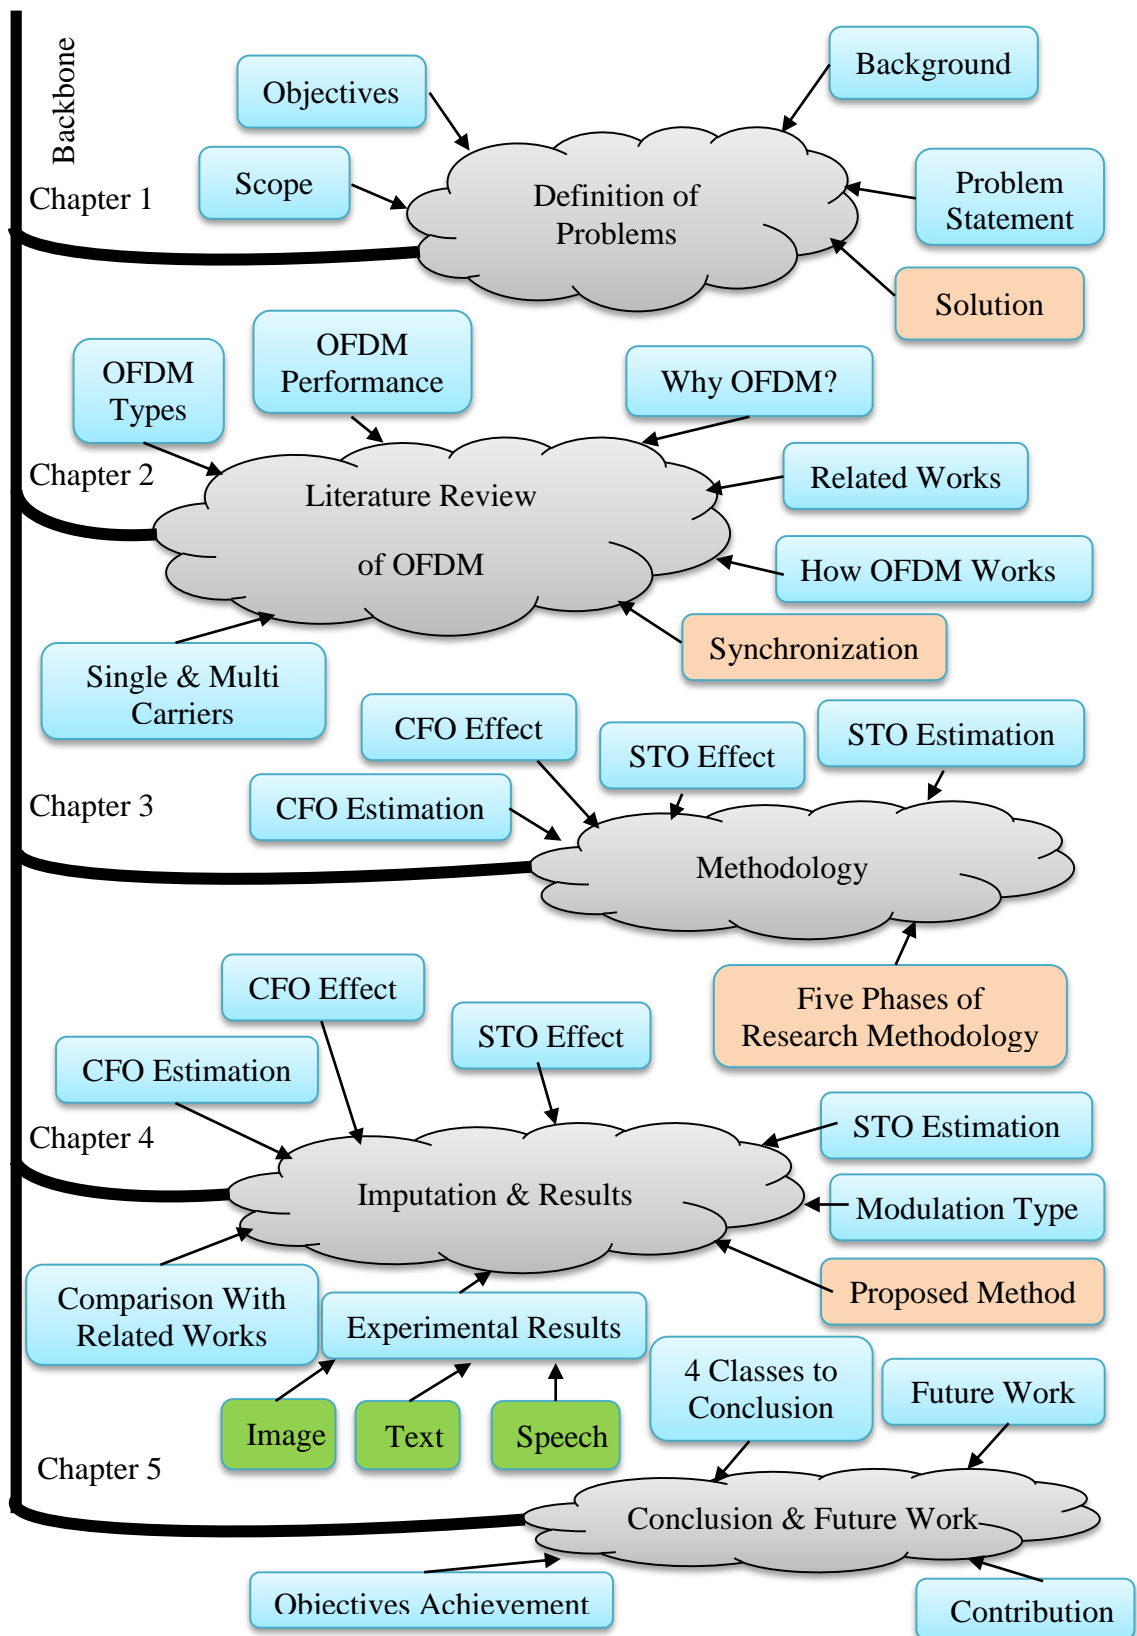 Backbone
Background
Objectives
Scope
Chapter 1
Definition of
Problems
Problem
Statement
Solution
OFDM
Performance
OFDM
Types
Why OFDM?
Chapter 2
Literature Review
of OFDM
Related Works
How OFDM Works
Synchronization
Single & Multi
Carriers
CFO Effect
STO Effect
STO Estimation
CFO Estimation
Chapter 3
Methodology
Five Phases of
Research Methodology
CFO Effect
STO Effect
CFO Estimation
STO Estimation
Chapter 4
Imputation & Results
Modulation Type
Proposed Method
Comparison With
Related Works
Experimental Results
Image
Text
Speech
4 Classes to
Conclusion
Future Work
Chapter 5
Conclusion & Future Work
Objectives Achievement
Contribution